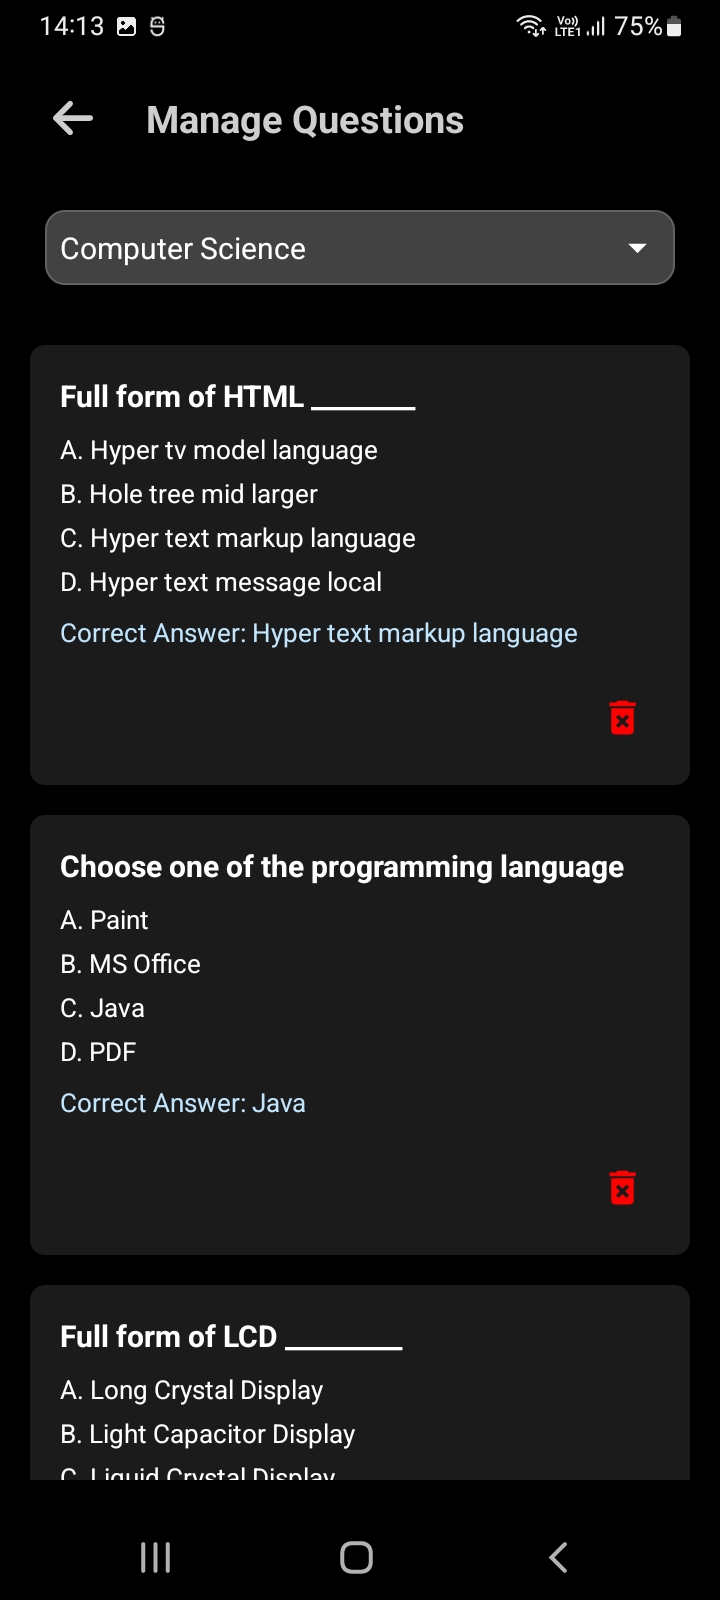 14:13 Vo)) LTE1 75%
Manage Questions
Computer Science
Full form of HTML ________
A. Hyper tv model language
B. Hole tree mid larger
C. Hyper text markup language
D. Hyper text message local
Correct Answer: Hyper text markup language
Choose one of the programming language
A. Paint
B. MS Office
C. Java
D. PDF
Correct Answer: Java
Full form of LCD _________
A. Long Crystal Display
B. Light Capacitor Display
C. Liquid Crystal Display